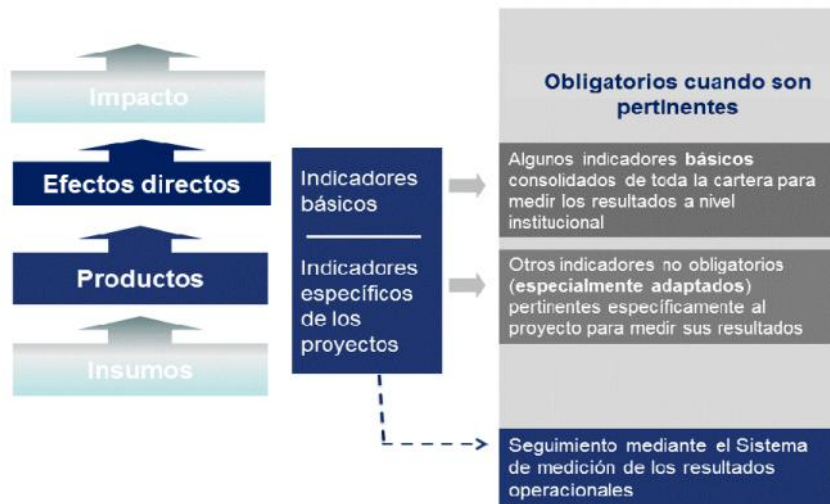 Impacto
Efectos directos
Productos
Insumos
Indicadores
básicos
Indicadores
específicos
de los
proyectos
Obligatorios cuando son
pertinentes
Algunos indicadores básicos
consolidados de toda la cartera para
medir los resultados a nivel
institucional
Otros indicadores no obligatorios
(especialmente adaptados)
pertinentes específicamente al
proyecto para medir sus resultados
Seguimiento mediante el Sistema
de medición de los resultados
operacionales